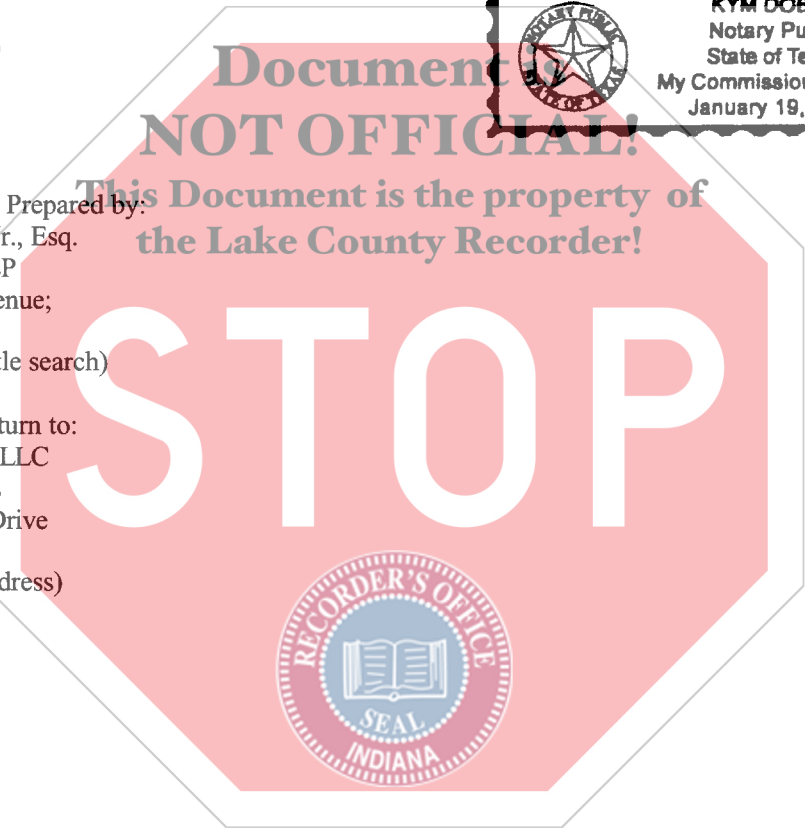 KYM DOE
Notary Pu
State of Te
My Commission
January 19,
NOTARY PUBLIC
STATE OF TEXAS
Document is
NOT OFFICIAL!
This Document is the property of
the Lake County Recorder!
Prepared by:
r., Esq.
P
enue;
tle search)
turn to:
LLC
Drive
dress)
STOP
RECORDER'S OFFICE
SEAL
INDIANA